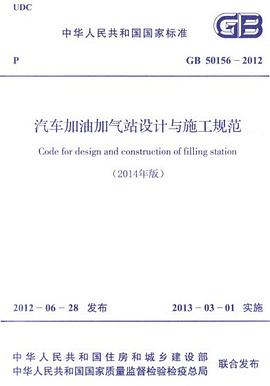 UDC
中华人民共和国国家标准
GB
P
GB 50156-2012
汽车加油加气站设计与施工规范
Code for design and construction of filling station
(2014年版)
2012-06-28 发布
2013-03-01 实施
中华人民共和国住房和城乡建设部
中华人民共和国国家质量监督检验检疫总局
联合发布